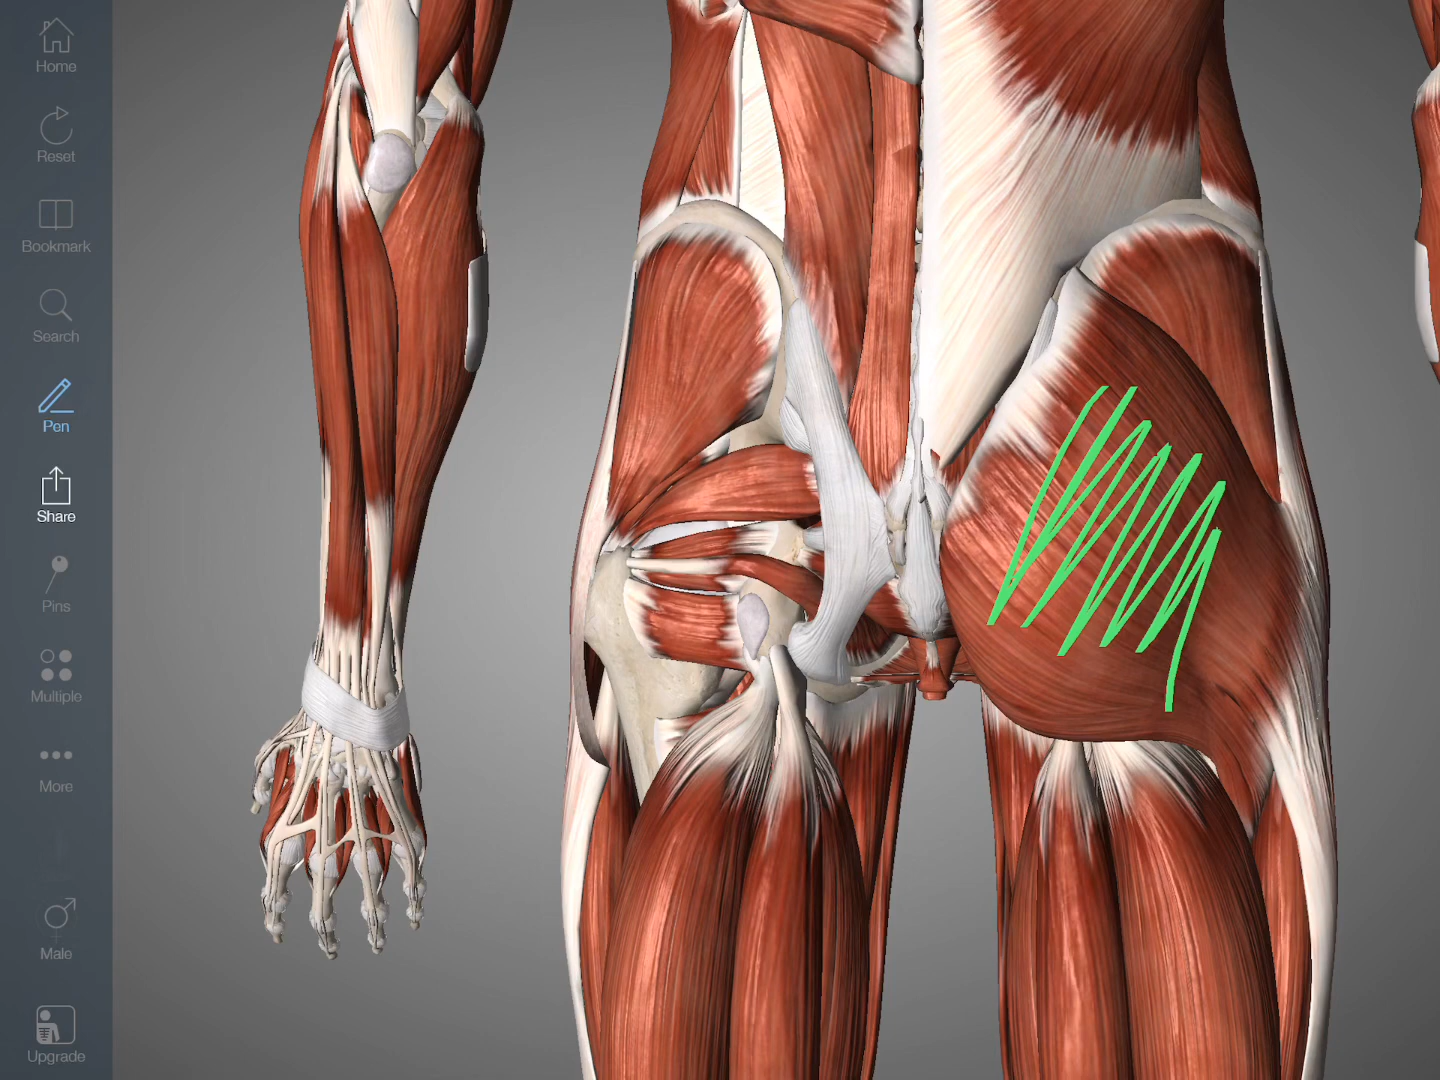 Home
Reset
Bookmark
Search
Pen
Share
Pins
Multiple
More
Male
Upgrade